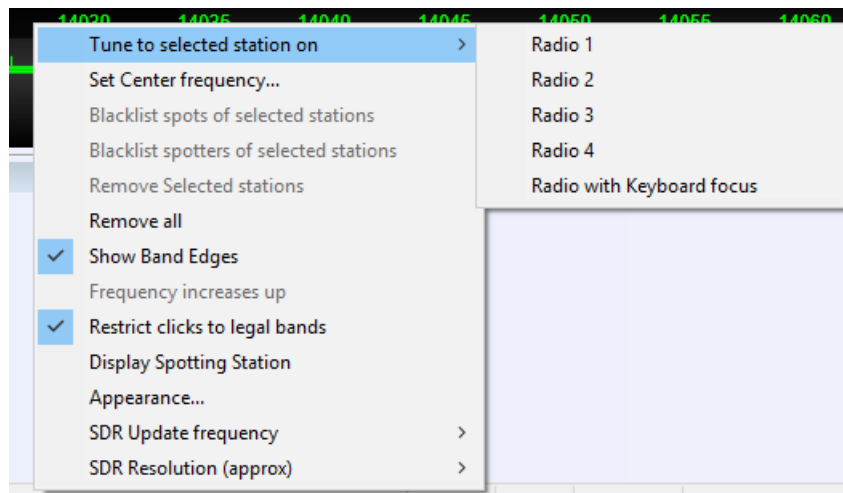 14030 14035 14040 14045 14050 14055 14060
Tune to selected station on
Radio 1
Set Center frequency...
Radio 2
Blacklist spots of selected stations
Radio 3
Blacklist spotters of selected stations
Radio 4
Remove Selected stations
Radio with Keyboard focus
Remove all
Show Band Edges
Frequency increases up
Restrict clicks to legal bands
Display Spotting Station
Appearance...
SDR Update frequency
SDR Resolution (approx)